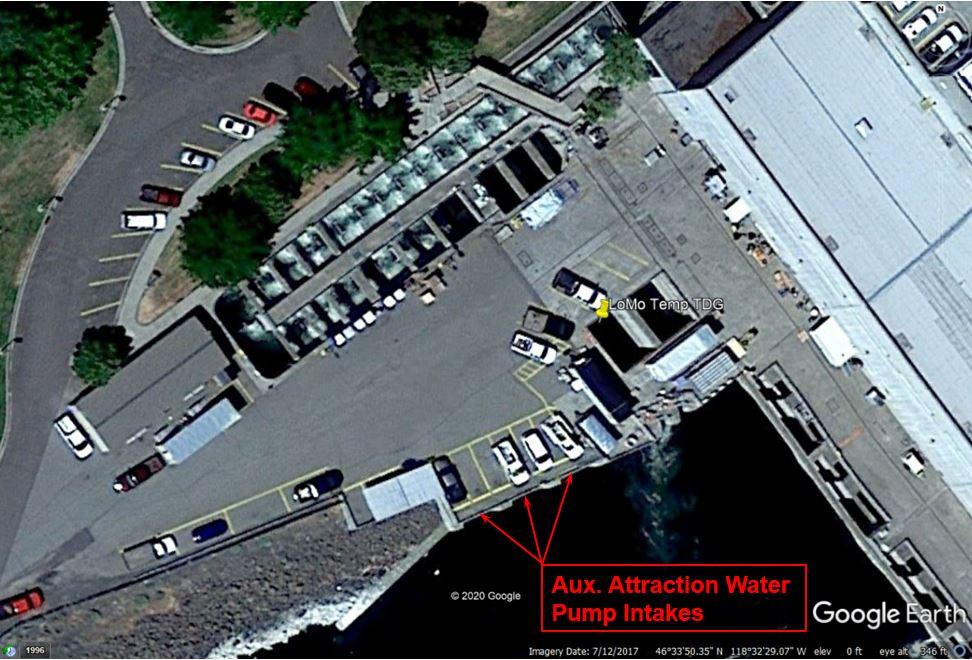 N
LoMo Temp TDG
Aux. Attraction Water
Pump Intakes
© 2020 Google
Google Earth
1996
Imagery Date: 7/12/2017 46°33'50.35" N 118°32'29.07" W elev 0 ft eye alt 346 ft